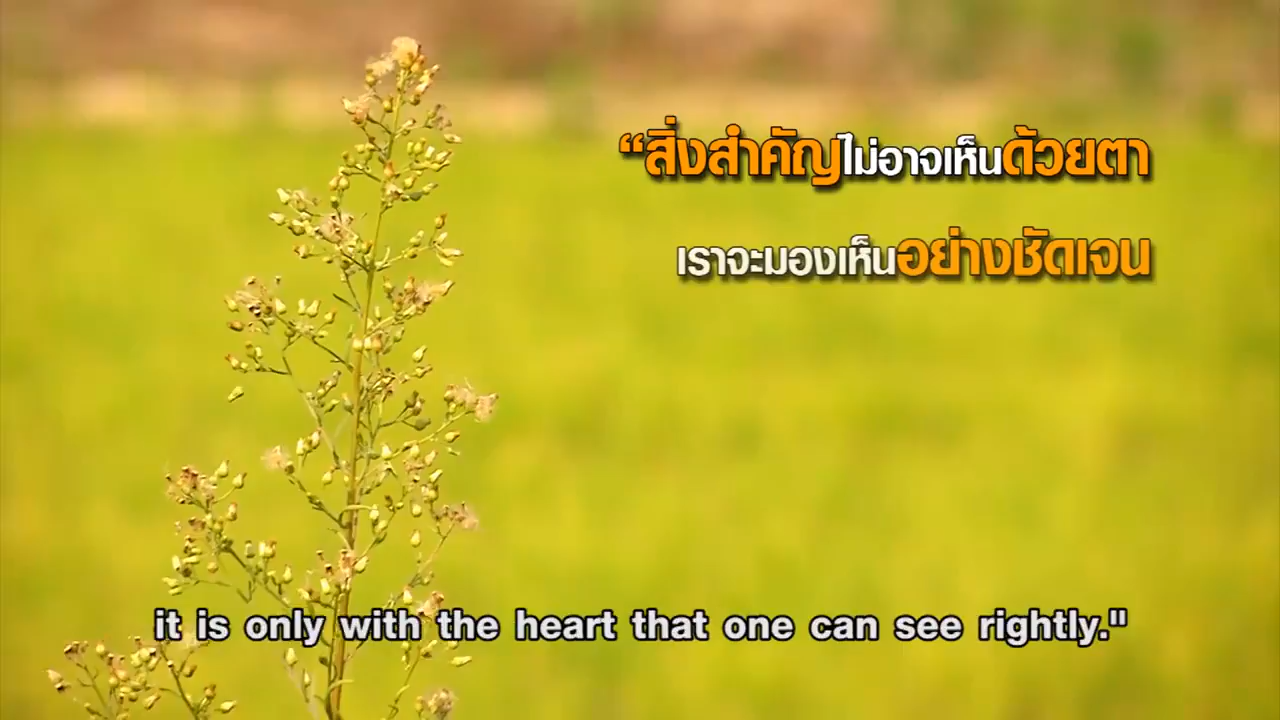 “สิ่งสำคัญไม่อาจเห็นด้วยตา
เราจะมองเห็นอย่างชัดเจน
it is only with the heart that one can see rightly."